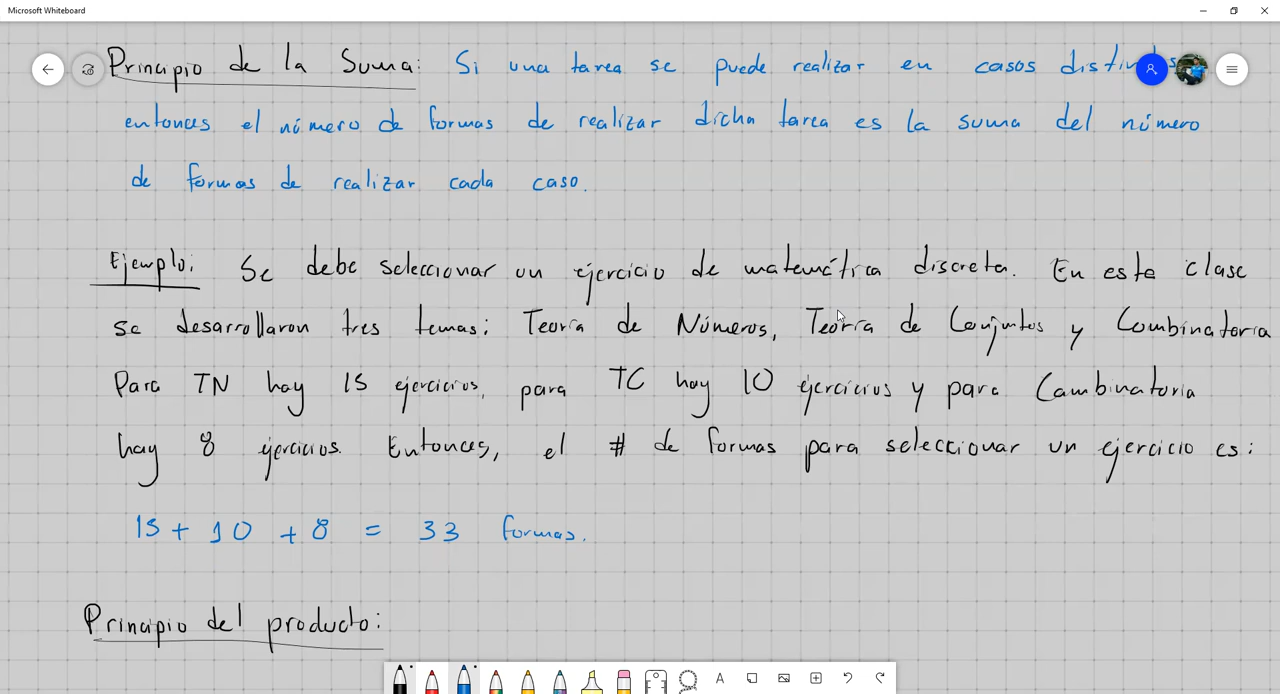 Microsoft Whiteboard
Principio de la Suma: Si una tarea se puede realizar en casos
entonces el número de formas de realizar dicha tarea es la suma del número
de formas de realizar cada caso.
Ejemplo: Se debe seleccionar un ejercicio de matemática discreta. En este clase
se desarrollaron tres temas: Teoría de Números, Teoría de Conjuntos y Combinatoria
Para TN hay 15 ejercicios, para TC hay 10 ejercicios y para Combinatoria
hay 8 ejercicios. Entonces, el # de formas para seleccionar un ejercicio es:
15 + 10 + 8 = 33 formas.
Principio del producto:
A